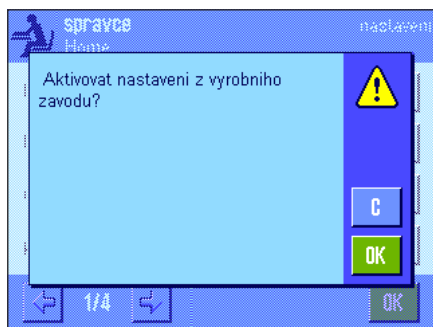 spravce
Home
nastaveni
Aktivovat nastaveni z vyrobniho
zavodu?
C
OK
1/4
OK